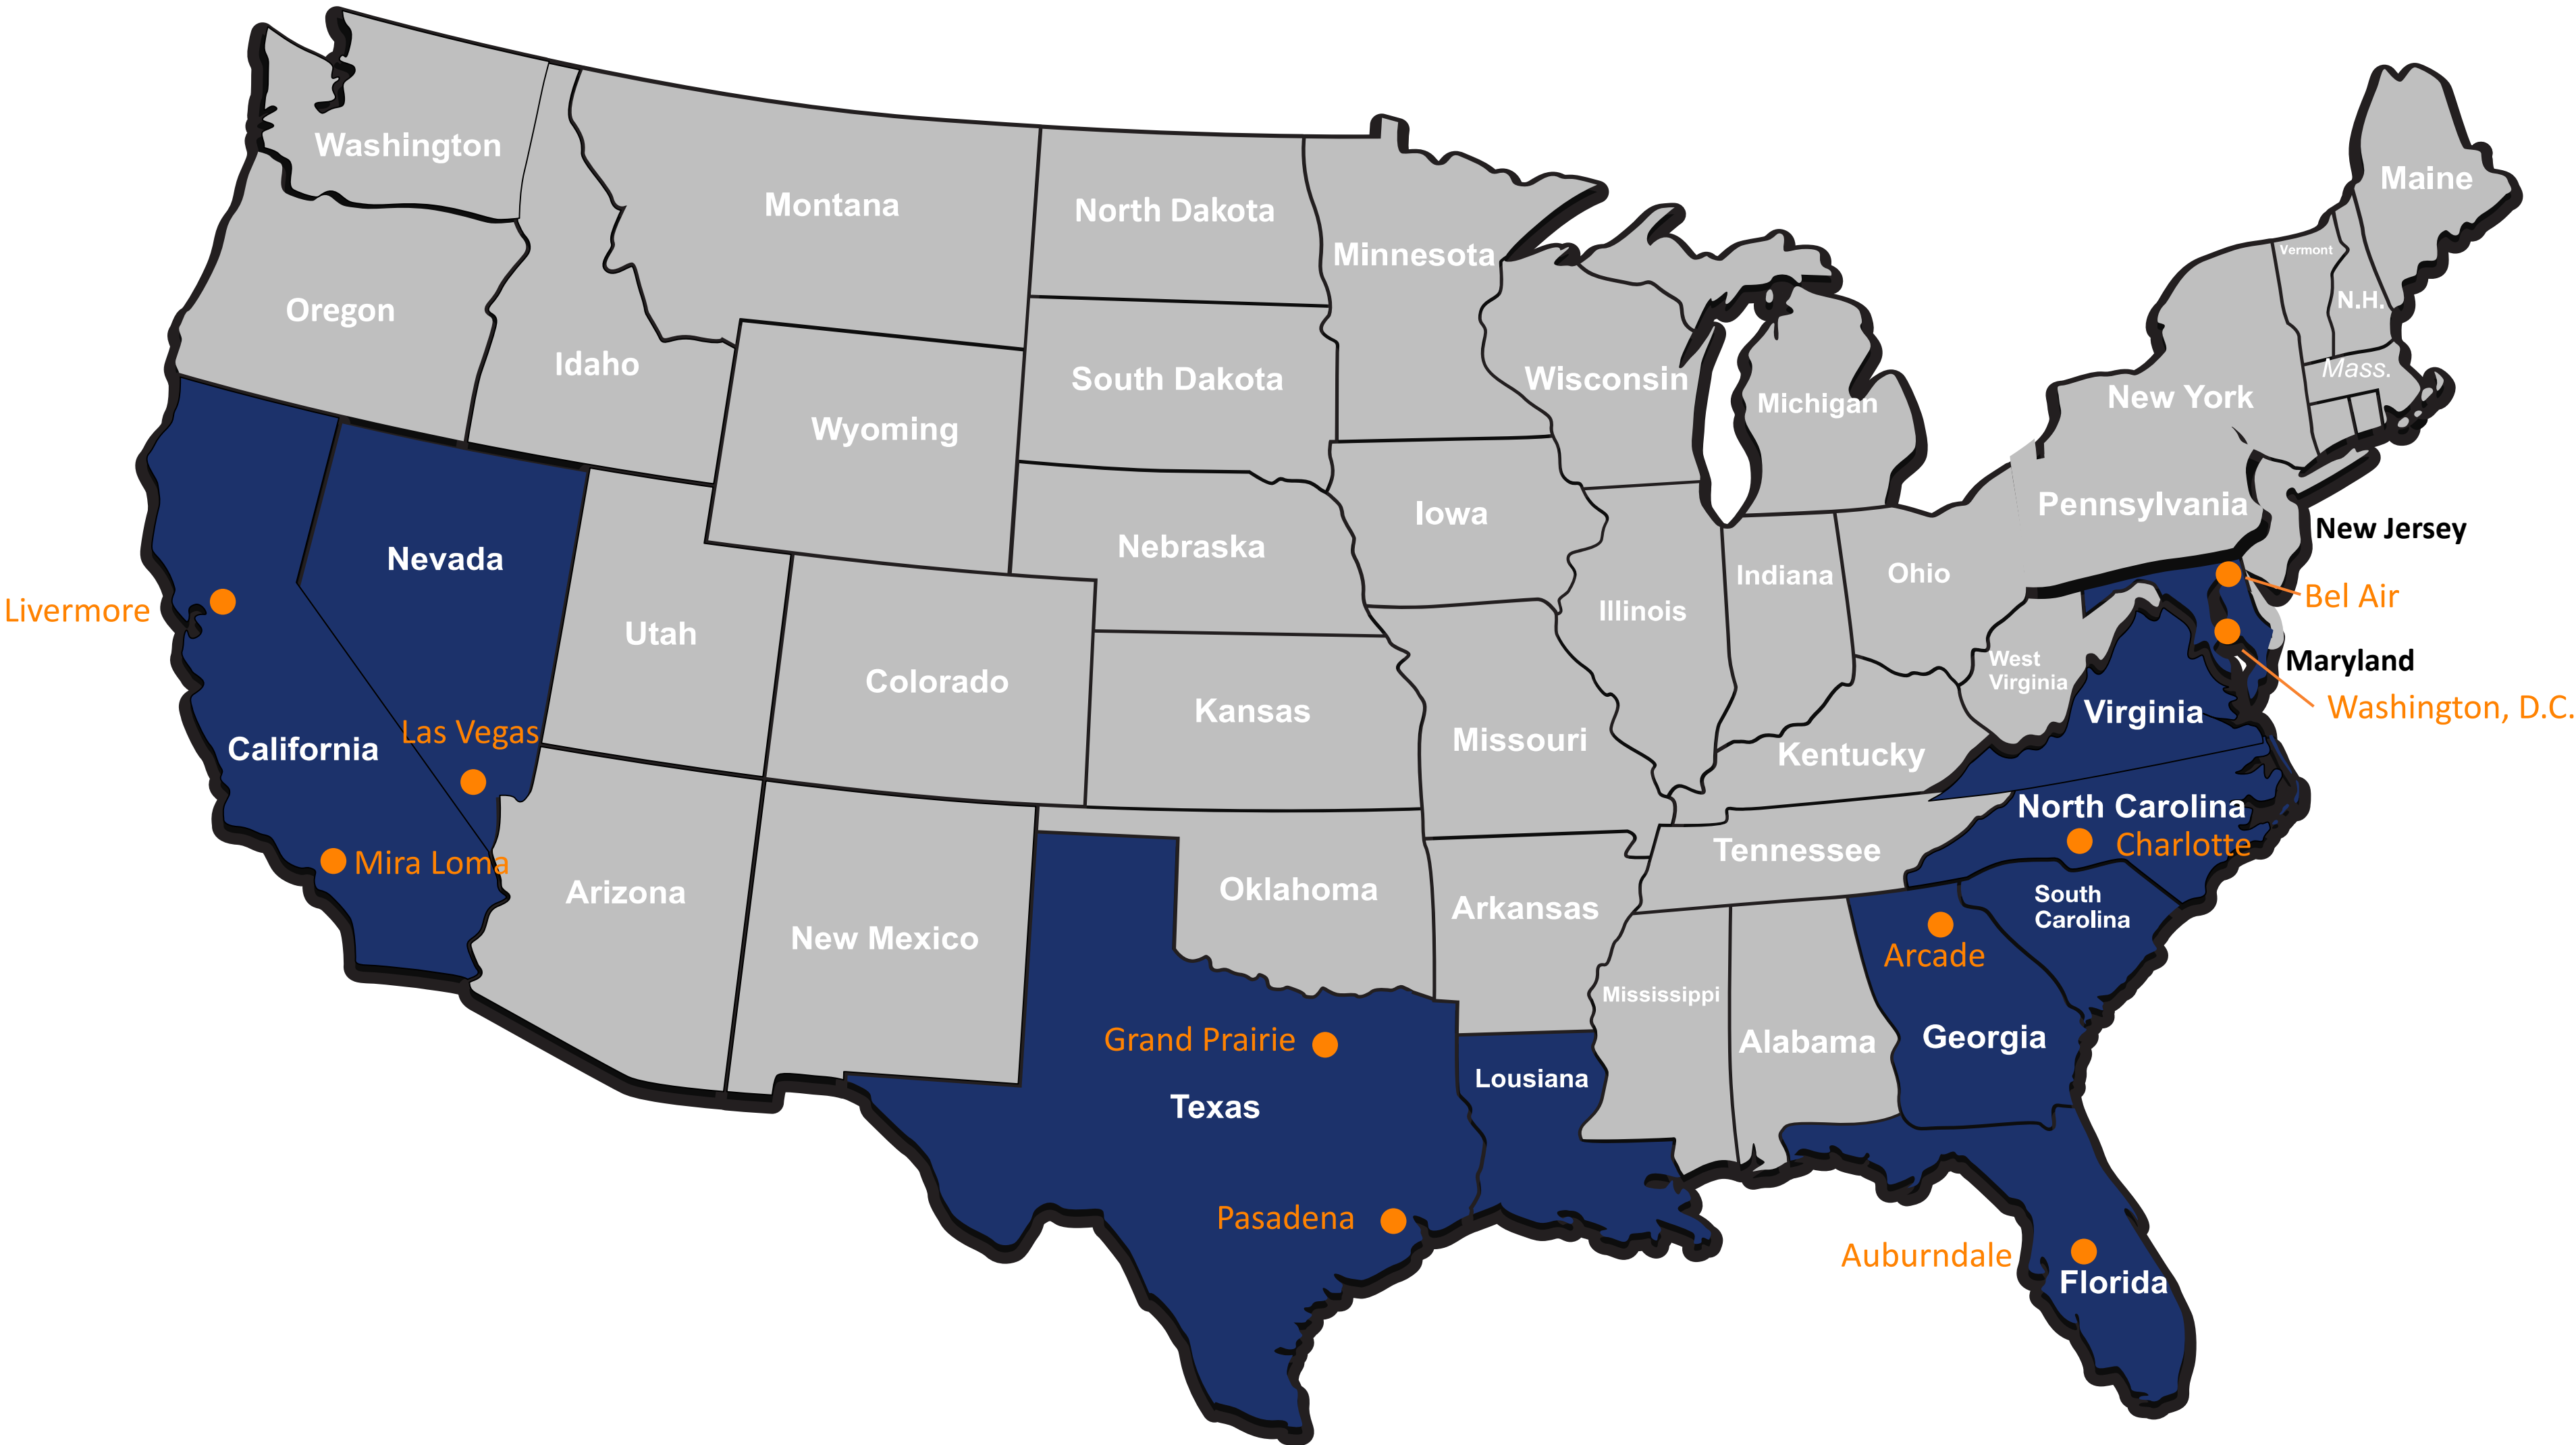 Washington
Montana
North Dakota
Minnesota
Maine
Vermont
N.H.
Oregon
Idaho
South Dakota
Wisconsin
Michigan
New York
Mass.
Wyoming
Iowa
Pennsylvania
New Jersey
Nevada
Nebraska
Illinois
Indiana
Ohio
Bel Air
Livermore
Utah
Colorado
Kansas
Missouri
West
Virginia
Maryland
Washington, D.C.
Virginia
Kentucky
California
Las Vegas
North Carolina
Charlotte
Tennessee
Mira Loma
Arizona
New Mexico
Oklahoma
Arkansas
South
Carolina
Arcade
Mississippi
Alabama
Georgia
Grand Prairie
Texas
Lousiana
Pasadena
Auburndale
Florida